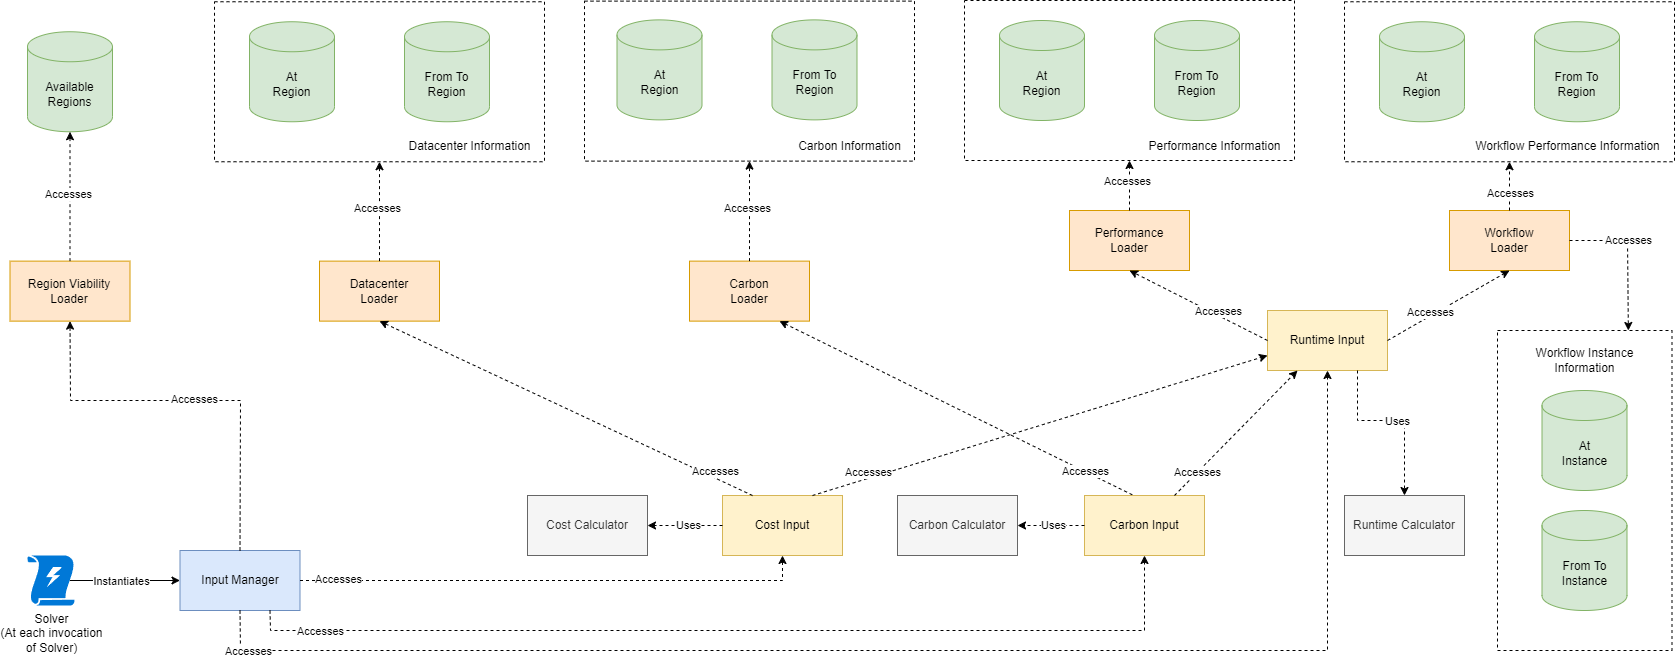 Available
Regions
At
Region
From To
Region
Datacenter Information
At
Region
From To
Region
Carbon Information
At
Region
From To
Region
Performance Information
At
Region
From To
Region
Workflow Performance Information
Accesses
Accesses
Accesses
Accesses
Accesses
Region Viability
Loader
Datacenter
Loader
Carbon
Loader
Performance
Loader
Workflow
Loader
Accesses
Accesses
Accesses
Runtime Input
Workflow Instance
Information
At
Instance
From To
Instance
Accesses
Accesses
Accesses
Accesses
Accesses
Uses
Cost Calculator
Uses
Cost Input
Carbon Calculator
Uses
Carbon Input
Runtime Calculator
Solver
(At each invocation
of Solver)
Instantiates
Input Manager
Accesses
Accesses
Accesses